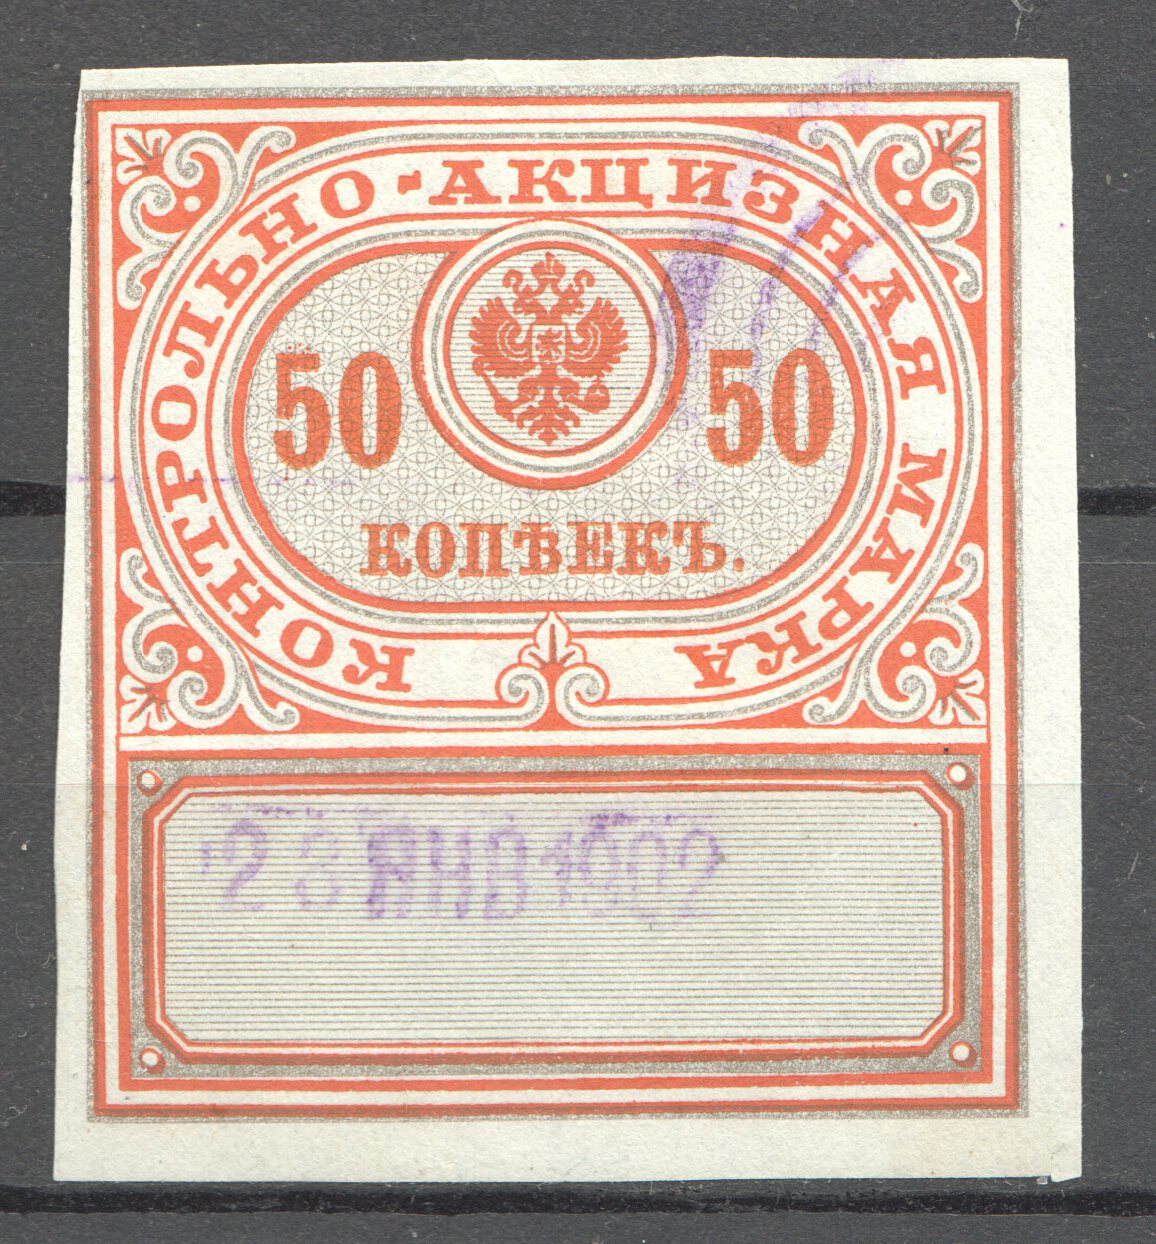 КОНТРОЛЬНО-АКЦИЗНАЯ МАРКА
50 50
КОПѢЕКЪ.
23 ЯНВ 1902